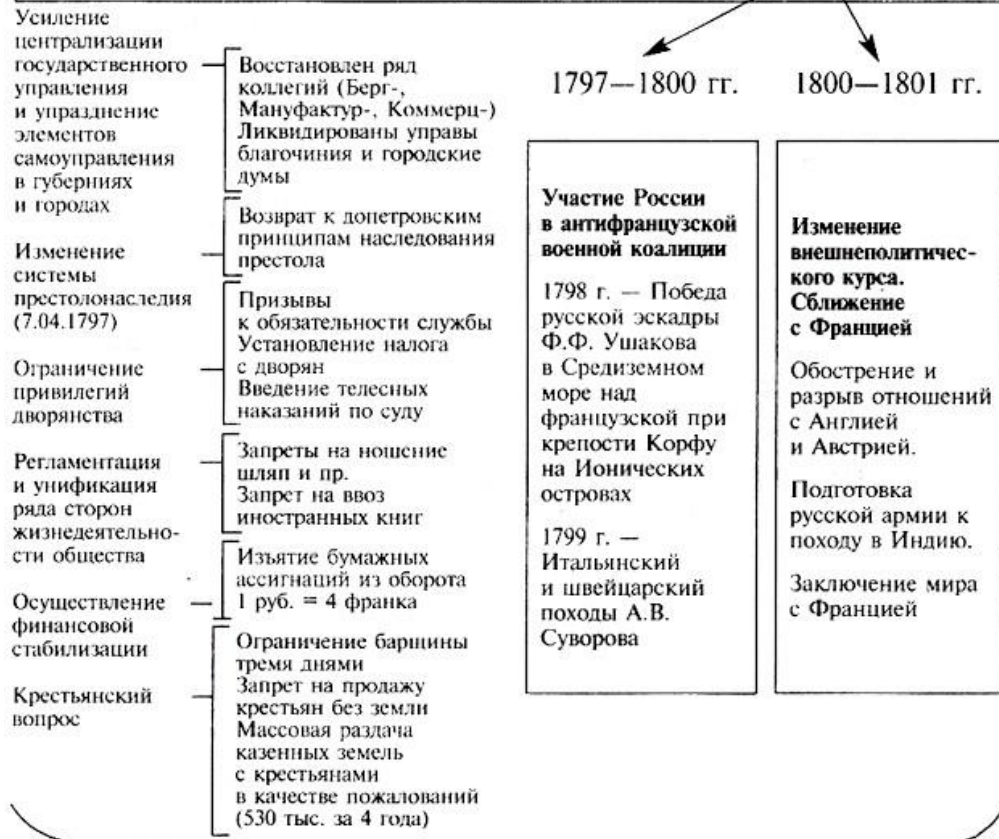 Усиление
централизации
государственного
управления
и упразднение
элементов
самоуправления
в губерниях
и городах
Восстановлен ряд
коллегий (Берг-,
Мануфактур-, Коммерц-)
Ликвидированы управы
благочиния и городские
думы
Изменение
системы
престолонаследия
(7.04.1797)
Возврат к допетровским
принципам наследования
престола
Ограничение
привилегий
дворянства
Призывы
к обязательности службы
Установление налога
с дворян
Введение телесных
наказаний по суду
Регламентация
и унификация
ряда сторон
жизнедеятельно-
сти общества
Запреты на ношение
шляп и пр.
Запрет на ввоз
иностранных книг
Осуществление
финансовой
стабилизации
Изъятие бумажных
ассигнаций из оборота
1 руб. = 4 франка
Крестьянский
вопрос
Ограничение барщины
тремя днями
Запрет на продажу
крестьян без земли
Массовая раздача
казенных земель
с крестьянами
в качестве пожалований
(530 тыс. за 4 года)
1797—1800 гг.
Участие России
в антифранцузской
военной коалиции
1798 г. — Победа
русской эскадры
Ф.Ф. Ушакова
в Средиземном
море над
французской при
крепости Корфу
на Ионических
островах
1799 г. —
Итальянский
и швейцарский
походы А.В.
Суворова
1800—1801 гг.
Изменение
внешнеполитичес-
кого курса.
Сближение
с Францией
Обострение и
разрыв отношений
с Англией
и Австрией.
Подготовка
русской армии к
походу в Индию.
Заключение мира
с Францией